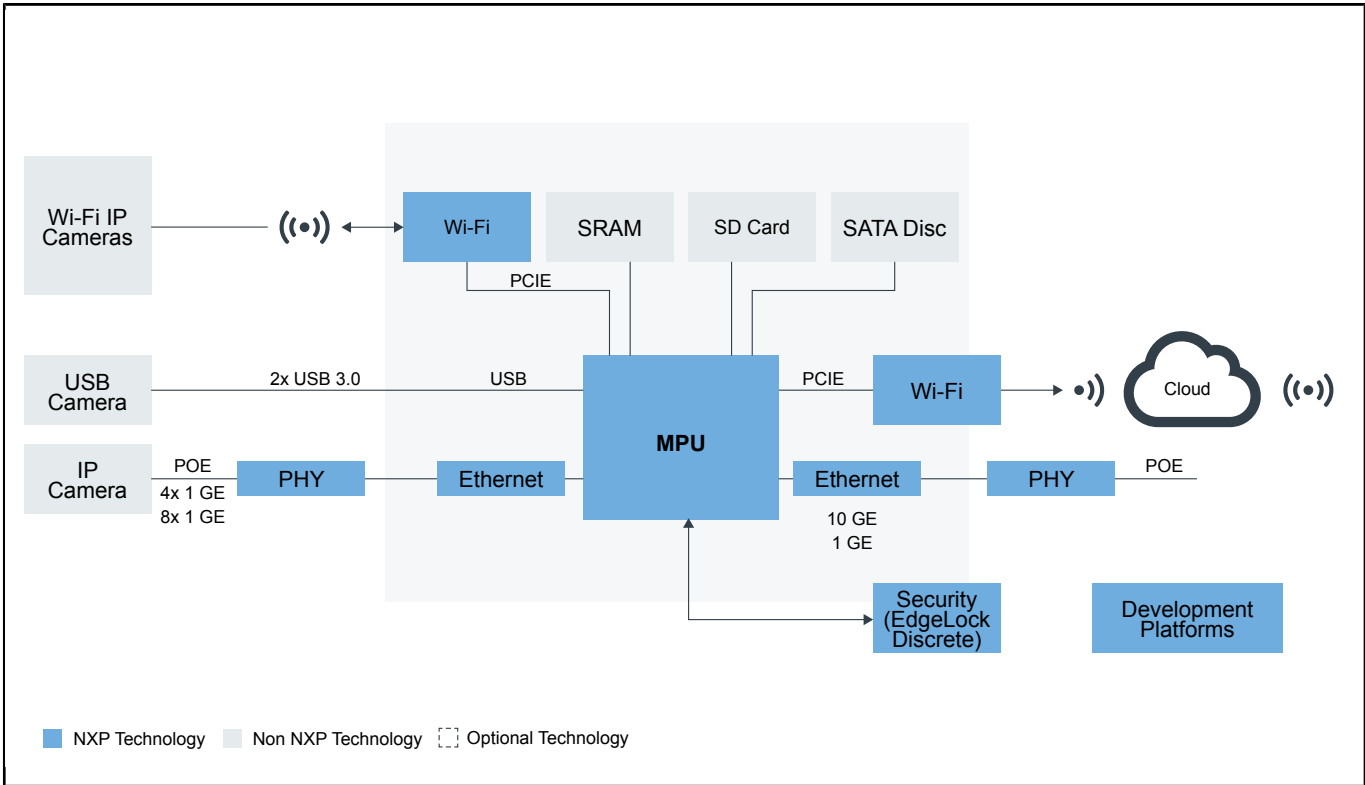 Wi-Fi IP
Cameras
Wi-Fi
SRAM
SD Card
SATA Disc
PCIE
USB
Camera
2x USB 3.0
USB
MPU
PCIE
Wi-Fi
Cloud
IP
Camera
POE
4x 1 GE
8x 1 GE
PHY
Ethernet
Ethernet
10 GE
1 GE
PHY
POE
Security
(EdgeLock
Discrete)
Development
Platforms
NXP Technology
Non NXP Technology
Optional Technology